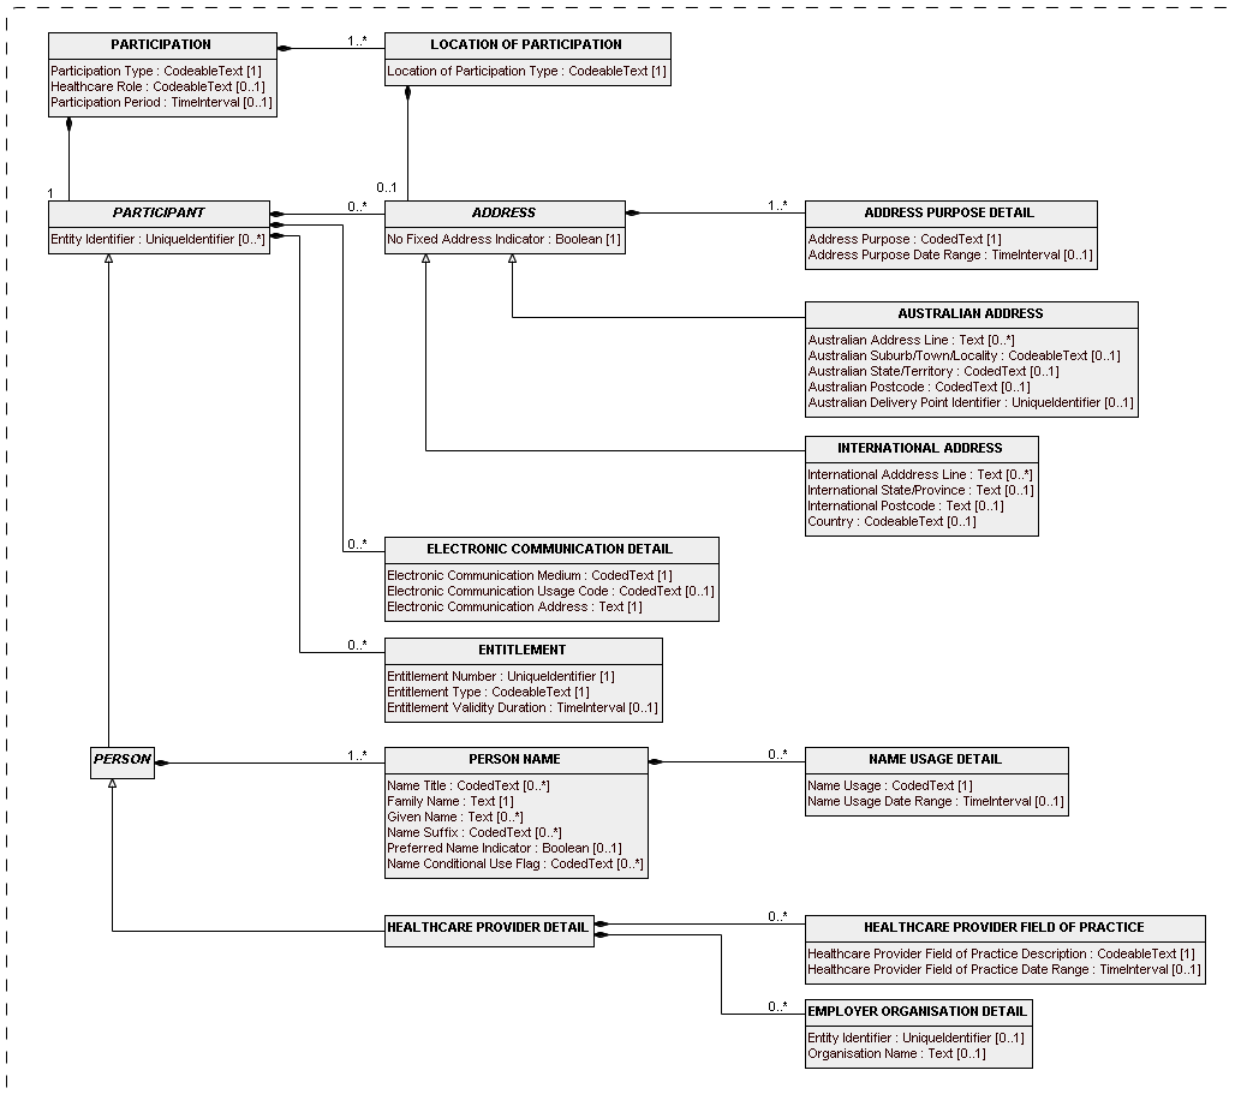 PARTICIPATION
Participation Type : CodeableText [1]
Healthcare Role : CodeableText [0..1]
Participation Period : TimeInterval [0..1]
1..*
LOCATION OF PARTICIPATION
Location of Participation Type : CodeableText [1]
1
0..1
PARTICIPANT
Entity Identifier : UniqueIdentifier [0..*]
0..*
ADDRESS
No Fixed Address Indicator : Boolean [1]
1..*
ADDRESS PURPOSE DETAIL
Address Purpose : CodedText [1]
Address Purpose Date Range : TimeInterval [0..1]
AUSTRALIAN ADDRESS
Australian Address Line : Text [0..*]
Australian Suburb/Town/Locality : CodeableText [0..1]
Australian State/Territory : CodedText [0..1]
Australian Postcode : CodedText [0..1]
Australian Delivery Point Identifier : UniqueIdentifier [0..1]
INTERNATIONAL ADDRESS
International Adddress Line : Text [0..*]
International State/Province : Text [0..1]
International Postcode : Text [0..1]
Country : CodeableText [0..1]
0..*
ELECTRONIC COMMUNICATION DETAIL
Electronic Communication Medium : CodedText [1]
Electronic Communication Usage Code : CodedText [0..1]
Electronic Communication Address : Text [1]
0..*
ENTITLEMENT
Entitlement Number : UniqueIdentifier [1]
Entitlement Type : CodeableText [1]
Entitlement Validity Duration : TimeInterval [0..1]
PERSON
1..*
PERSON NAME
Name Title : CodedText [0..*]
Family Name : Text [1]
Given Name : Text [0..*]
Name Suffix : CodedText [0..*]
Preferred Name Indicator : Boolean [0..1]
Name Conditional Use Flag : CodedText [0..*]
0..*
NAME USAGE DETAIL
Name Usage : CodedText [1]
Name Usage Date Range : TimeInterval [0..1]
HEALTHCARE PROVIDER DETAIL
0..*
HEALTHCARE PROVIDER FIELD OF PRACTICE
Healthcare Provider Field of Practice Description : CodeableText [1]
Healthcare Provider Field of Practice Date Range : TimeInterval [0..1]
0..*
EMPLOYER ORGANISATION DETAIL
Entity Identifier : UniqueIdentifier [0..1]
Organisation Name : Text [0..1]